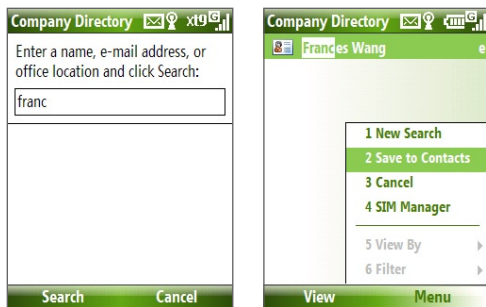 Company Directory xt9 G
Enter a name, e-mail address, or
office location and click Search:
franc
Search Cancel
Company Directory G
Frances Wang e
1 New Search
2 Save to Contacts
3 Cancel
4 SIM Manager
5 View By
6 Filter
View Menu